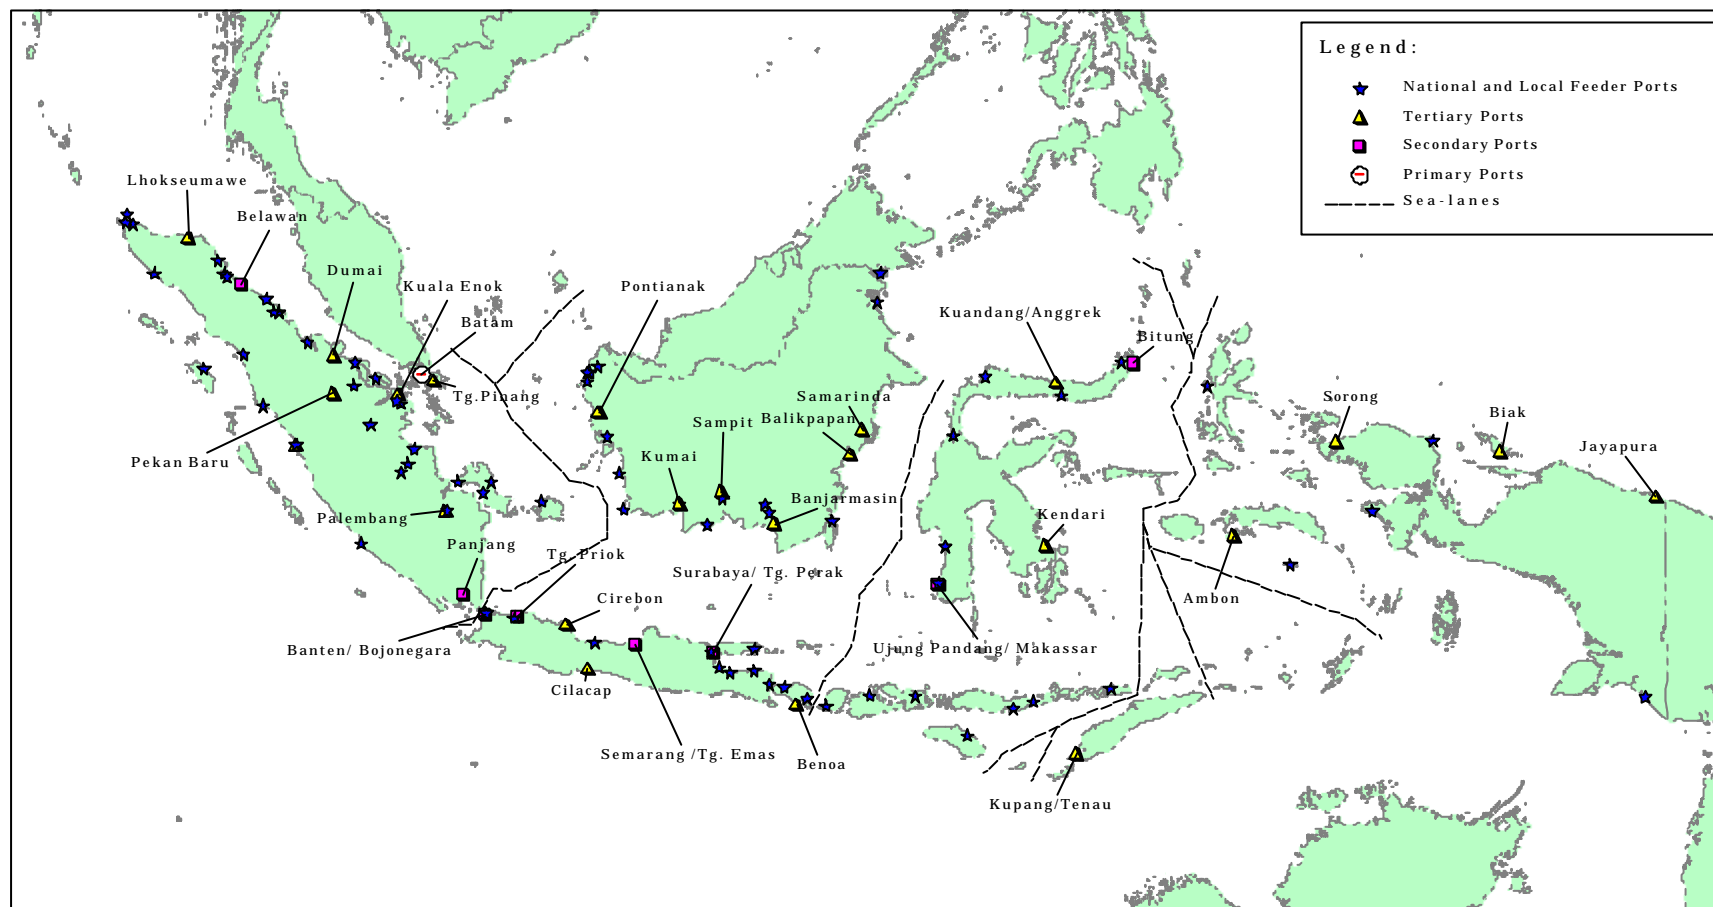 Legend:
National and Local Feeder Ports
Tertiary Ports
Secondary Ports
Primary Ports
Sea-lanes
Lhokseumawe
Belawan
Dumai
Kuala Enok
Pontianak
Batam
Kuandang/Anggrek
Bitung
Tg.Pinang
Samarinda
Sorong
Biak
Sampit
Balikpapan
Jayapura
Kumai
Pekan Baru
Banjarmasin
Palembang
Kendari
Panjang
Tg. Priok
Surabaya/ Tg. Perak
Cirebon
Ambon
Banten/ Bojonegara
Ujung Pandang/ Makassar
Cilacap
Semarang /Tg. Emas
Benoa
Kupang/Tenau